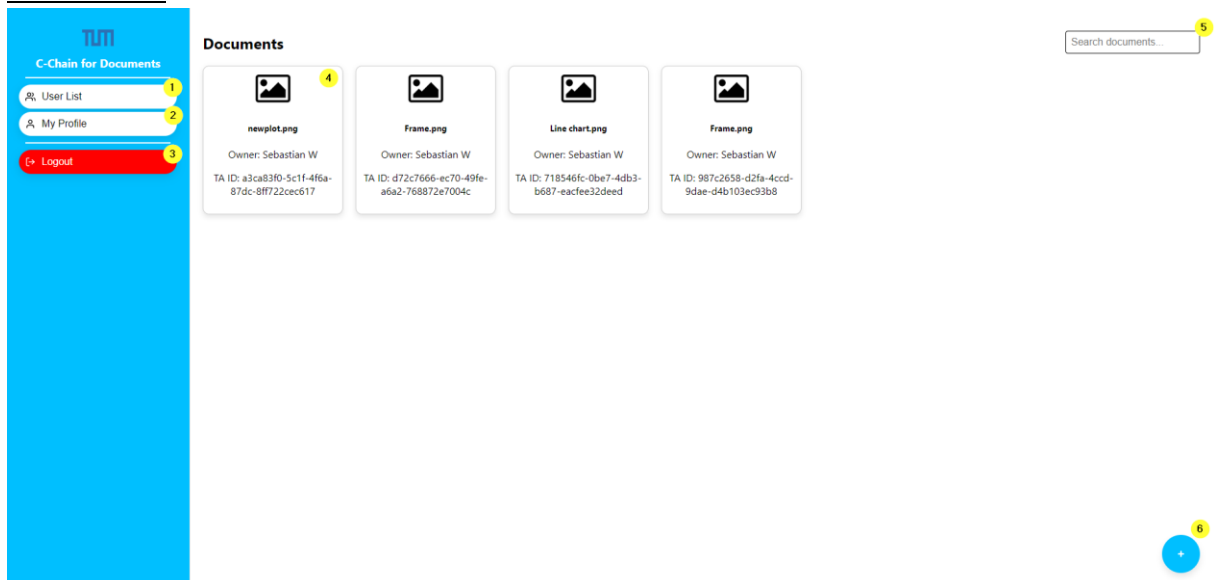 TUM
C-Chain for Documents
1
User List
2
My Profile
3
Logout
Documents
5
Search documents...
4
newplot.png
Owner: Sebastian W
TA ID: a3ca83f0-5c1f-4f6a-
87dc-8ff722cec617
Frame.png
Owner: Sebastian W
TA ID: d72c7666-ec70-49fe-
a6a2-768872e7004c
Line chart.png
Owner: Sebastian W
TA ID: 718546fc-0be7-4db3-
b687-eacfee32deed
Frame.png
Owner: Sebastian W
TA ID: 987c2658-d2fa-4ccd-
9dae-d4b103ec93b8
6
+